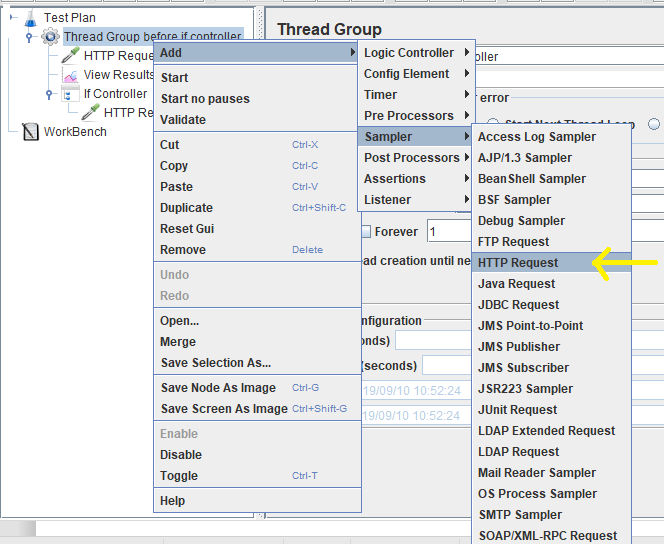 Test Plan
Thread Group before if controller
HTTP Reque
View Results
If Controller
HTTP Re
WorkBench
Thread Group
oller
r error
Start Next Thread Loop
Forever
1
ead creation until ne
onfiguration
onds)
(seconds)
19/09/10 10:52:24
19/09/10 10:52:24
Add
Start
Start no pauses
Validate
Cut Ctrl-X
Copy Ctrl-C
Paste Ctrl-V
Duplicate Ctrl+Shift-C
Reset Gui
Remove Delete
Undo
Redo
Open...
Merge
Save Selection As...
Save Node As Image Ctrl-G
Save Screen As Image Ctrl+Shift-G
Enable
Disable
Toggle Ctrl-T
Help
Logic Controller
Config Element
Timer
Pre Processors
Sampler
Post Processors
Assertions
Listener
Access Log Sampler
AJP/1.3 Sampler
BeanShell Sampler
BSF Sampler
Debug Sampler
FTP Request
HTTP Request
Java Request
JDBC Request
JMS Point-to-Point
JMS Publisher
JMS Subscriber
JSR223 Sampler
JUnit Request
LDAP Extended Request
LDAP Request
Mail Reader Sampler
OS Process Sampler
SMTP Sampler
SOAP/XML-RPC Request